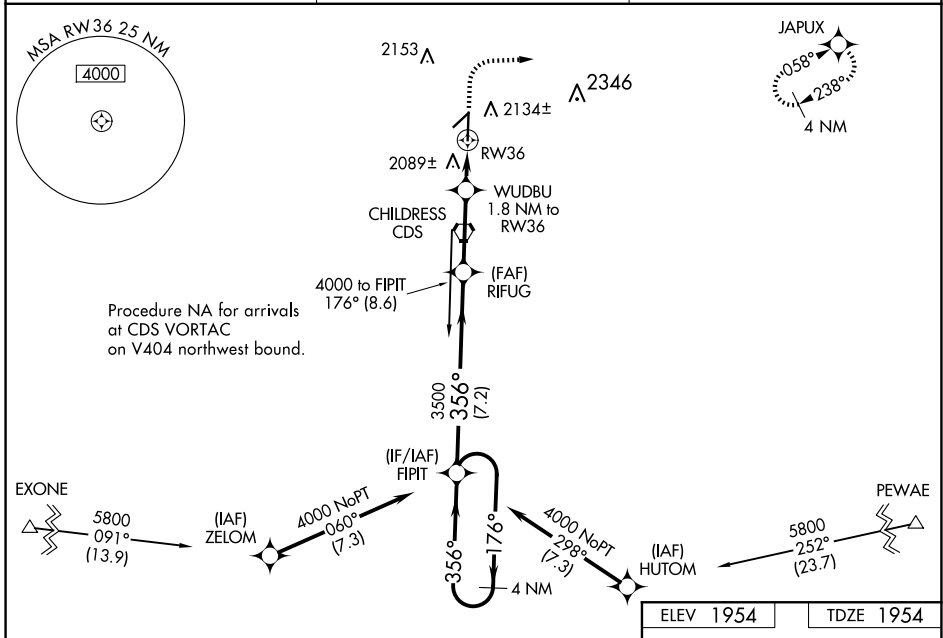 MSA RW36 25 NM
4000
2153
2346
2134±
RW36
2089±
WUDBU
1.8 NM to
RW36
CHILDRESS
CDS
(FAF)
RIFUG
4000 to FIPIT
176° (8.6)
JAPUX
058°
238°
4 NM
Procedure NA for arrivals
at CDS VORTAC
on V404 northwest bound.
3500
356°
(7.2)
(IF/IAF)
FIPIT
EXONE
5800
091°
(13.9)
(IAF)
ZELOM
4000 NoPT
060°
(7.3)
356°
176°
4 NM
4000 NoPT
298°
(7.3)
(IAF)
HUTOM
PEWAE
5800
252°
(23.7)
ELEV 1954
TDZE 1954